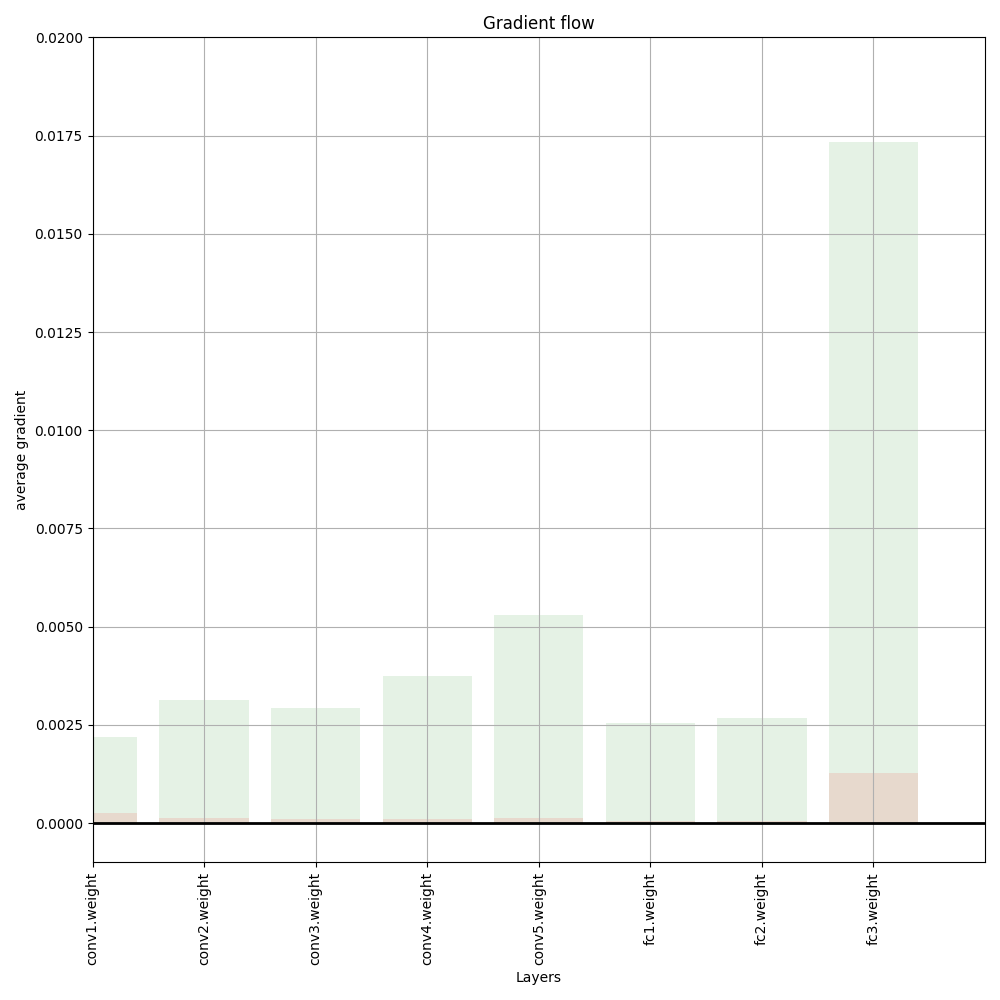 Gradient flow
0.0200
0.0175
0.0150
0.0125
0.0100
0.0075
0.0050
0.0025
0.0000
average gradient
conv1.weight
conv2.weight
conv3.weight
conv4.weight
conv5.weight
fc1.weight
fc2.weight
fc3.weight
Layers